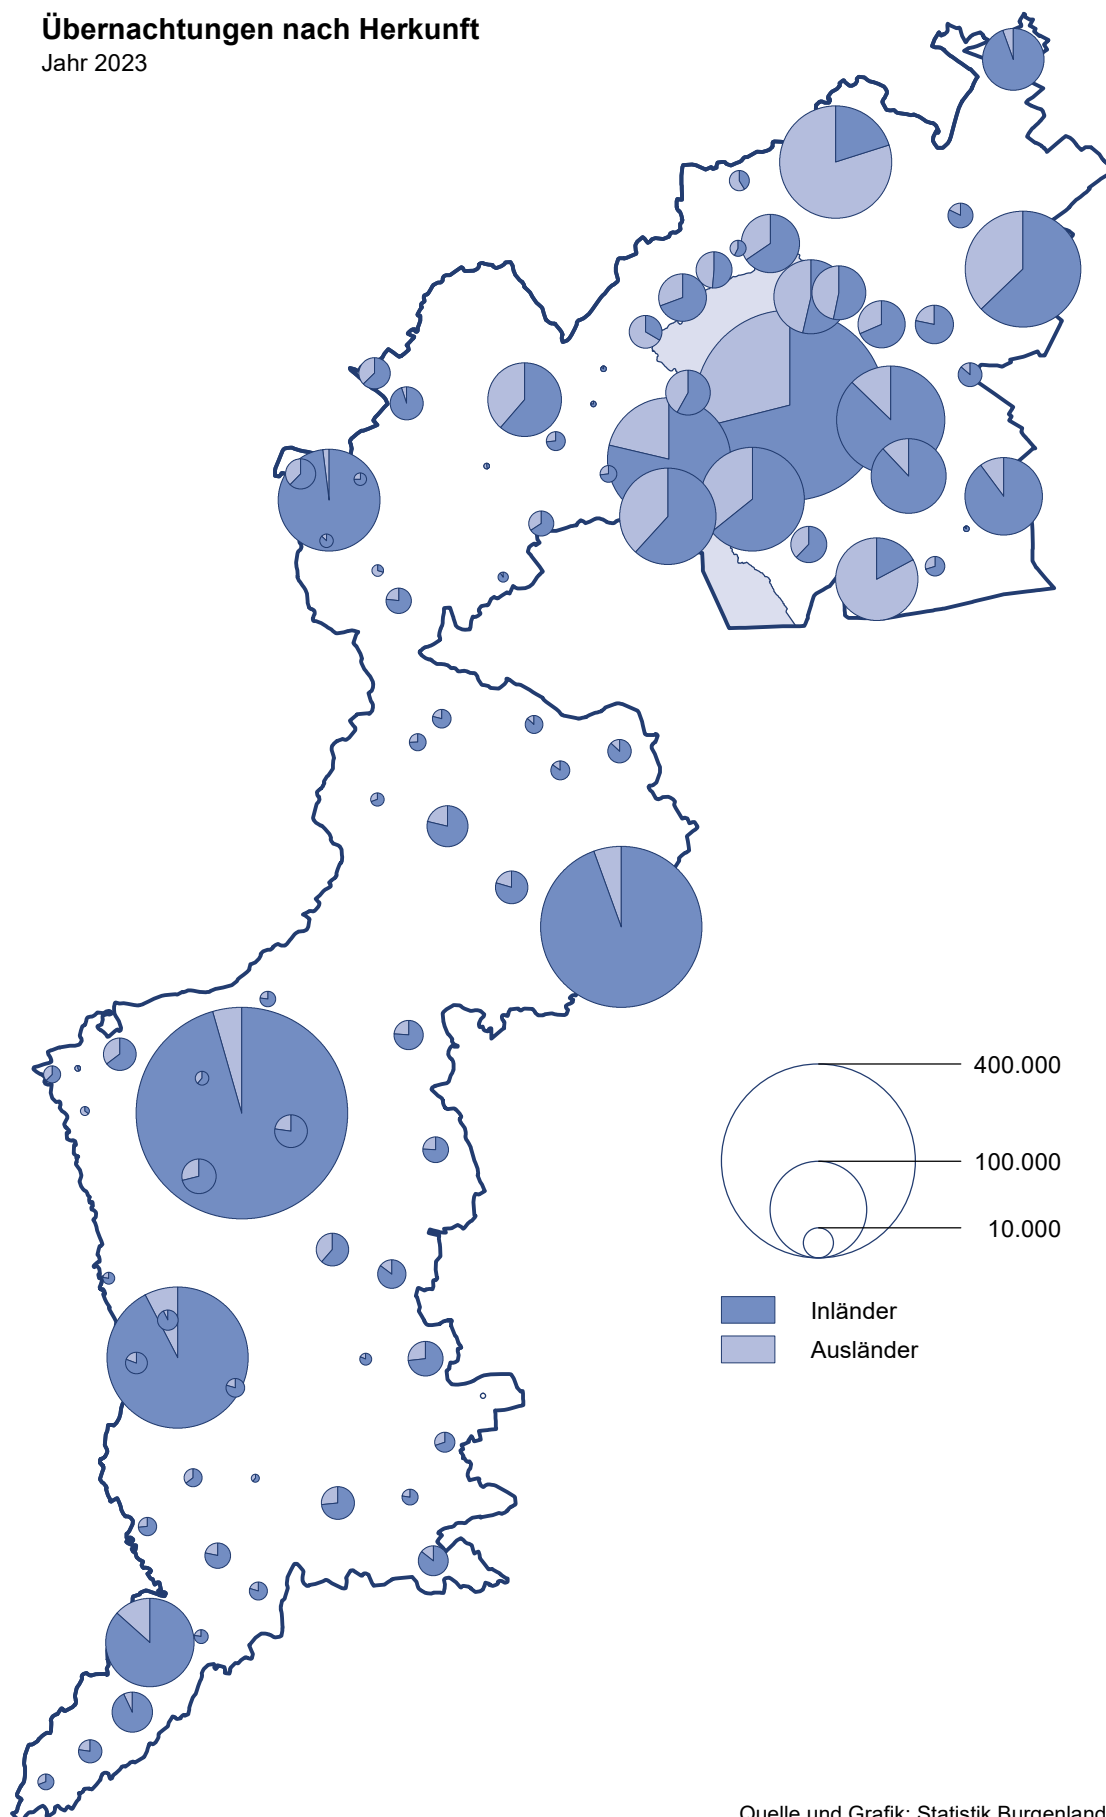 Übernachtungen nach Herkunft
Jahr 2023
400.000
100.000
10.000
Inländer
Ausländer
Quelle und Grafik: Statistik Burgenland